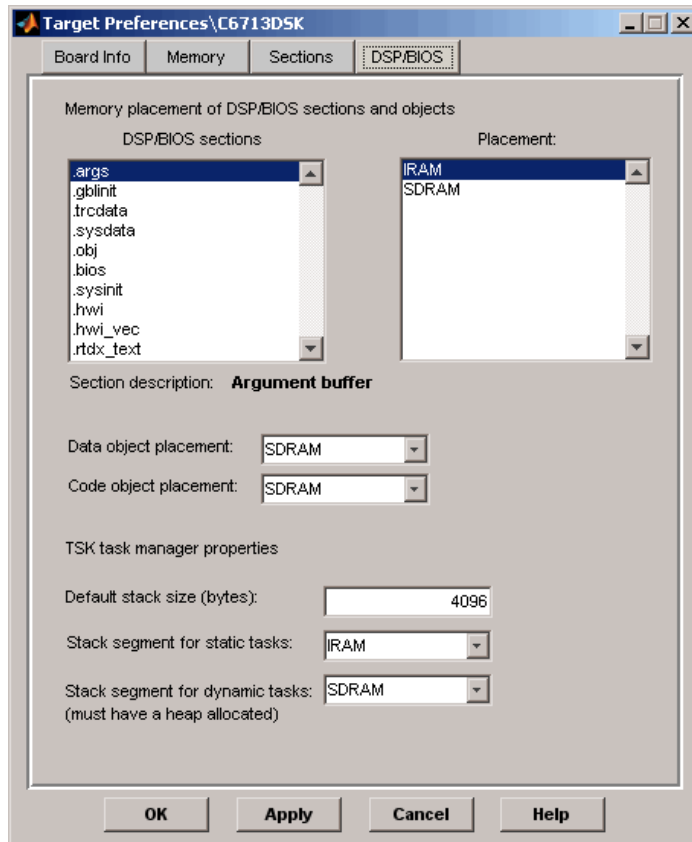 Target Preferences\C6713DSK
Board Info Memory Sections DSP/BIOS
Memory placement of DSP/BIOS sections and objects
DSP/BIOS sections Placement:
.args
.gblinit
.trcdata
.sysdata
.obj
.bios
.sysinit
.hwi
.hwi_vec
.rtdx_text
IRAM
SDRAM
Section description: Argument buffer
Data object placement: SDRAM
Code object placement: SDRAM
TSK task manager properties
Default stack size (bytes): 4096
Stack segment for static tasks: IRAM
Stack segment for dynamic tasks: SDRAM
(must have a heap allocated)
OK Apply Cancel Help